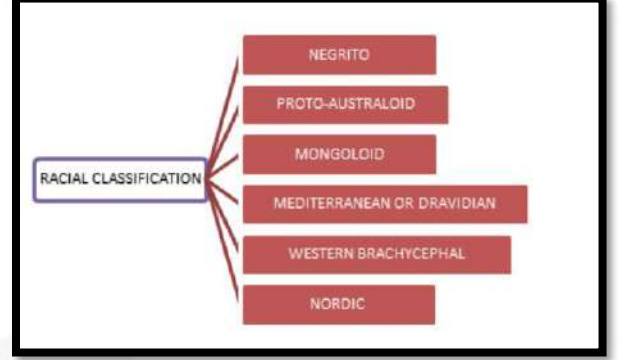 NEGRITO
PROTO-AUSTRALOID
MONGOLOID
RACIAL CLASSIFICATION
MEDITERRANEAN OR DRAVIDIAN
WESTERN BRACHYCEPHAL
NORDIC